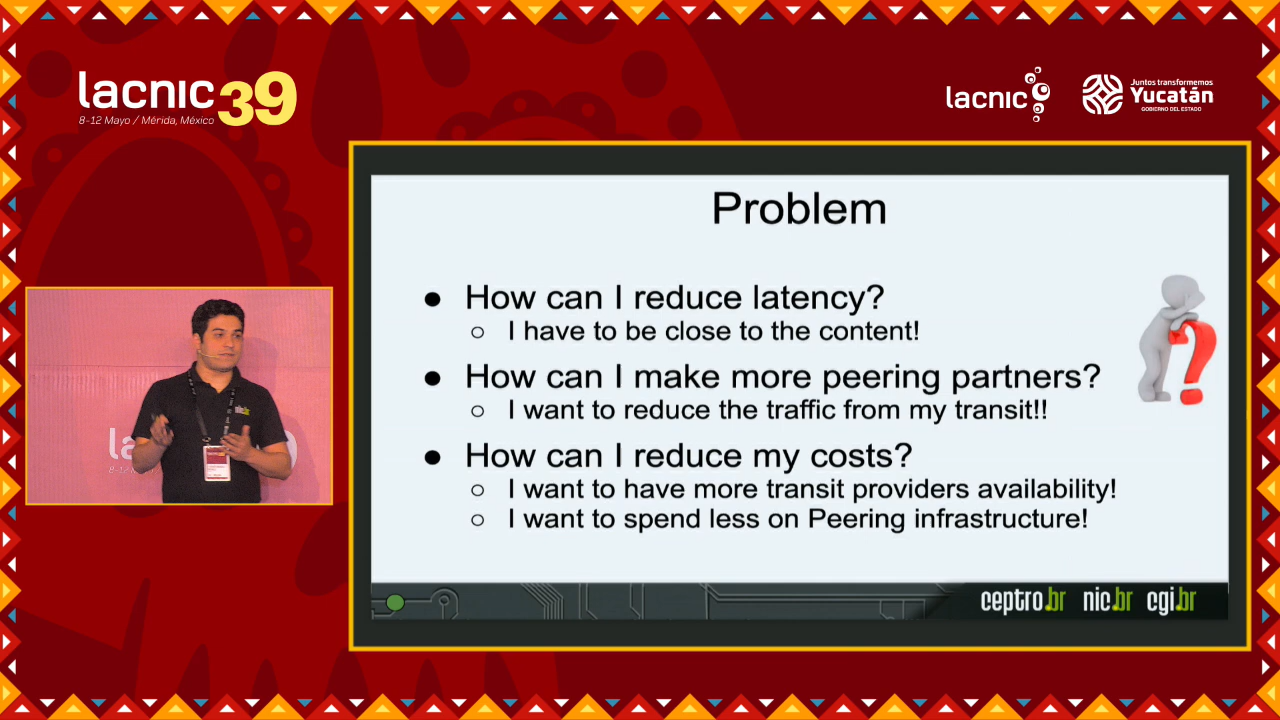 lacnic 39
8-12 Mayo / Mérida, México
lacnic
Juntos transformemos
Yucatán
GOBIERNO DEL ESTADO
Problem
● How can I reduce latency?
○ I have to be close to the content!
● How can I make more peering partners?
○ I want to reduce the traffic from my transit!!
● How can I reduce my costs?
○ I want to have more transit providers availability!
○ I want to spend less on Peering infrastructure!
ceptro.br nic.br cgi.br